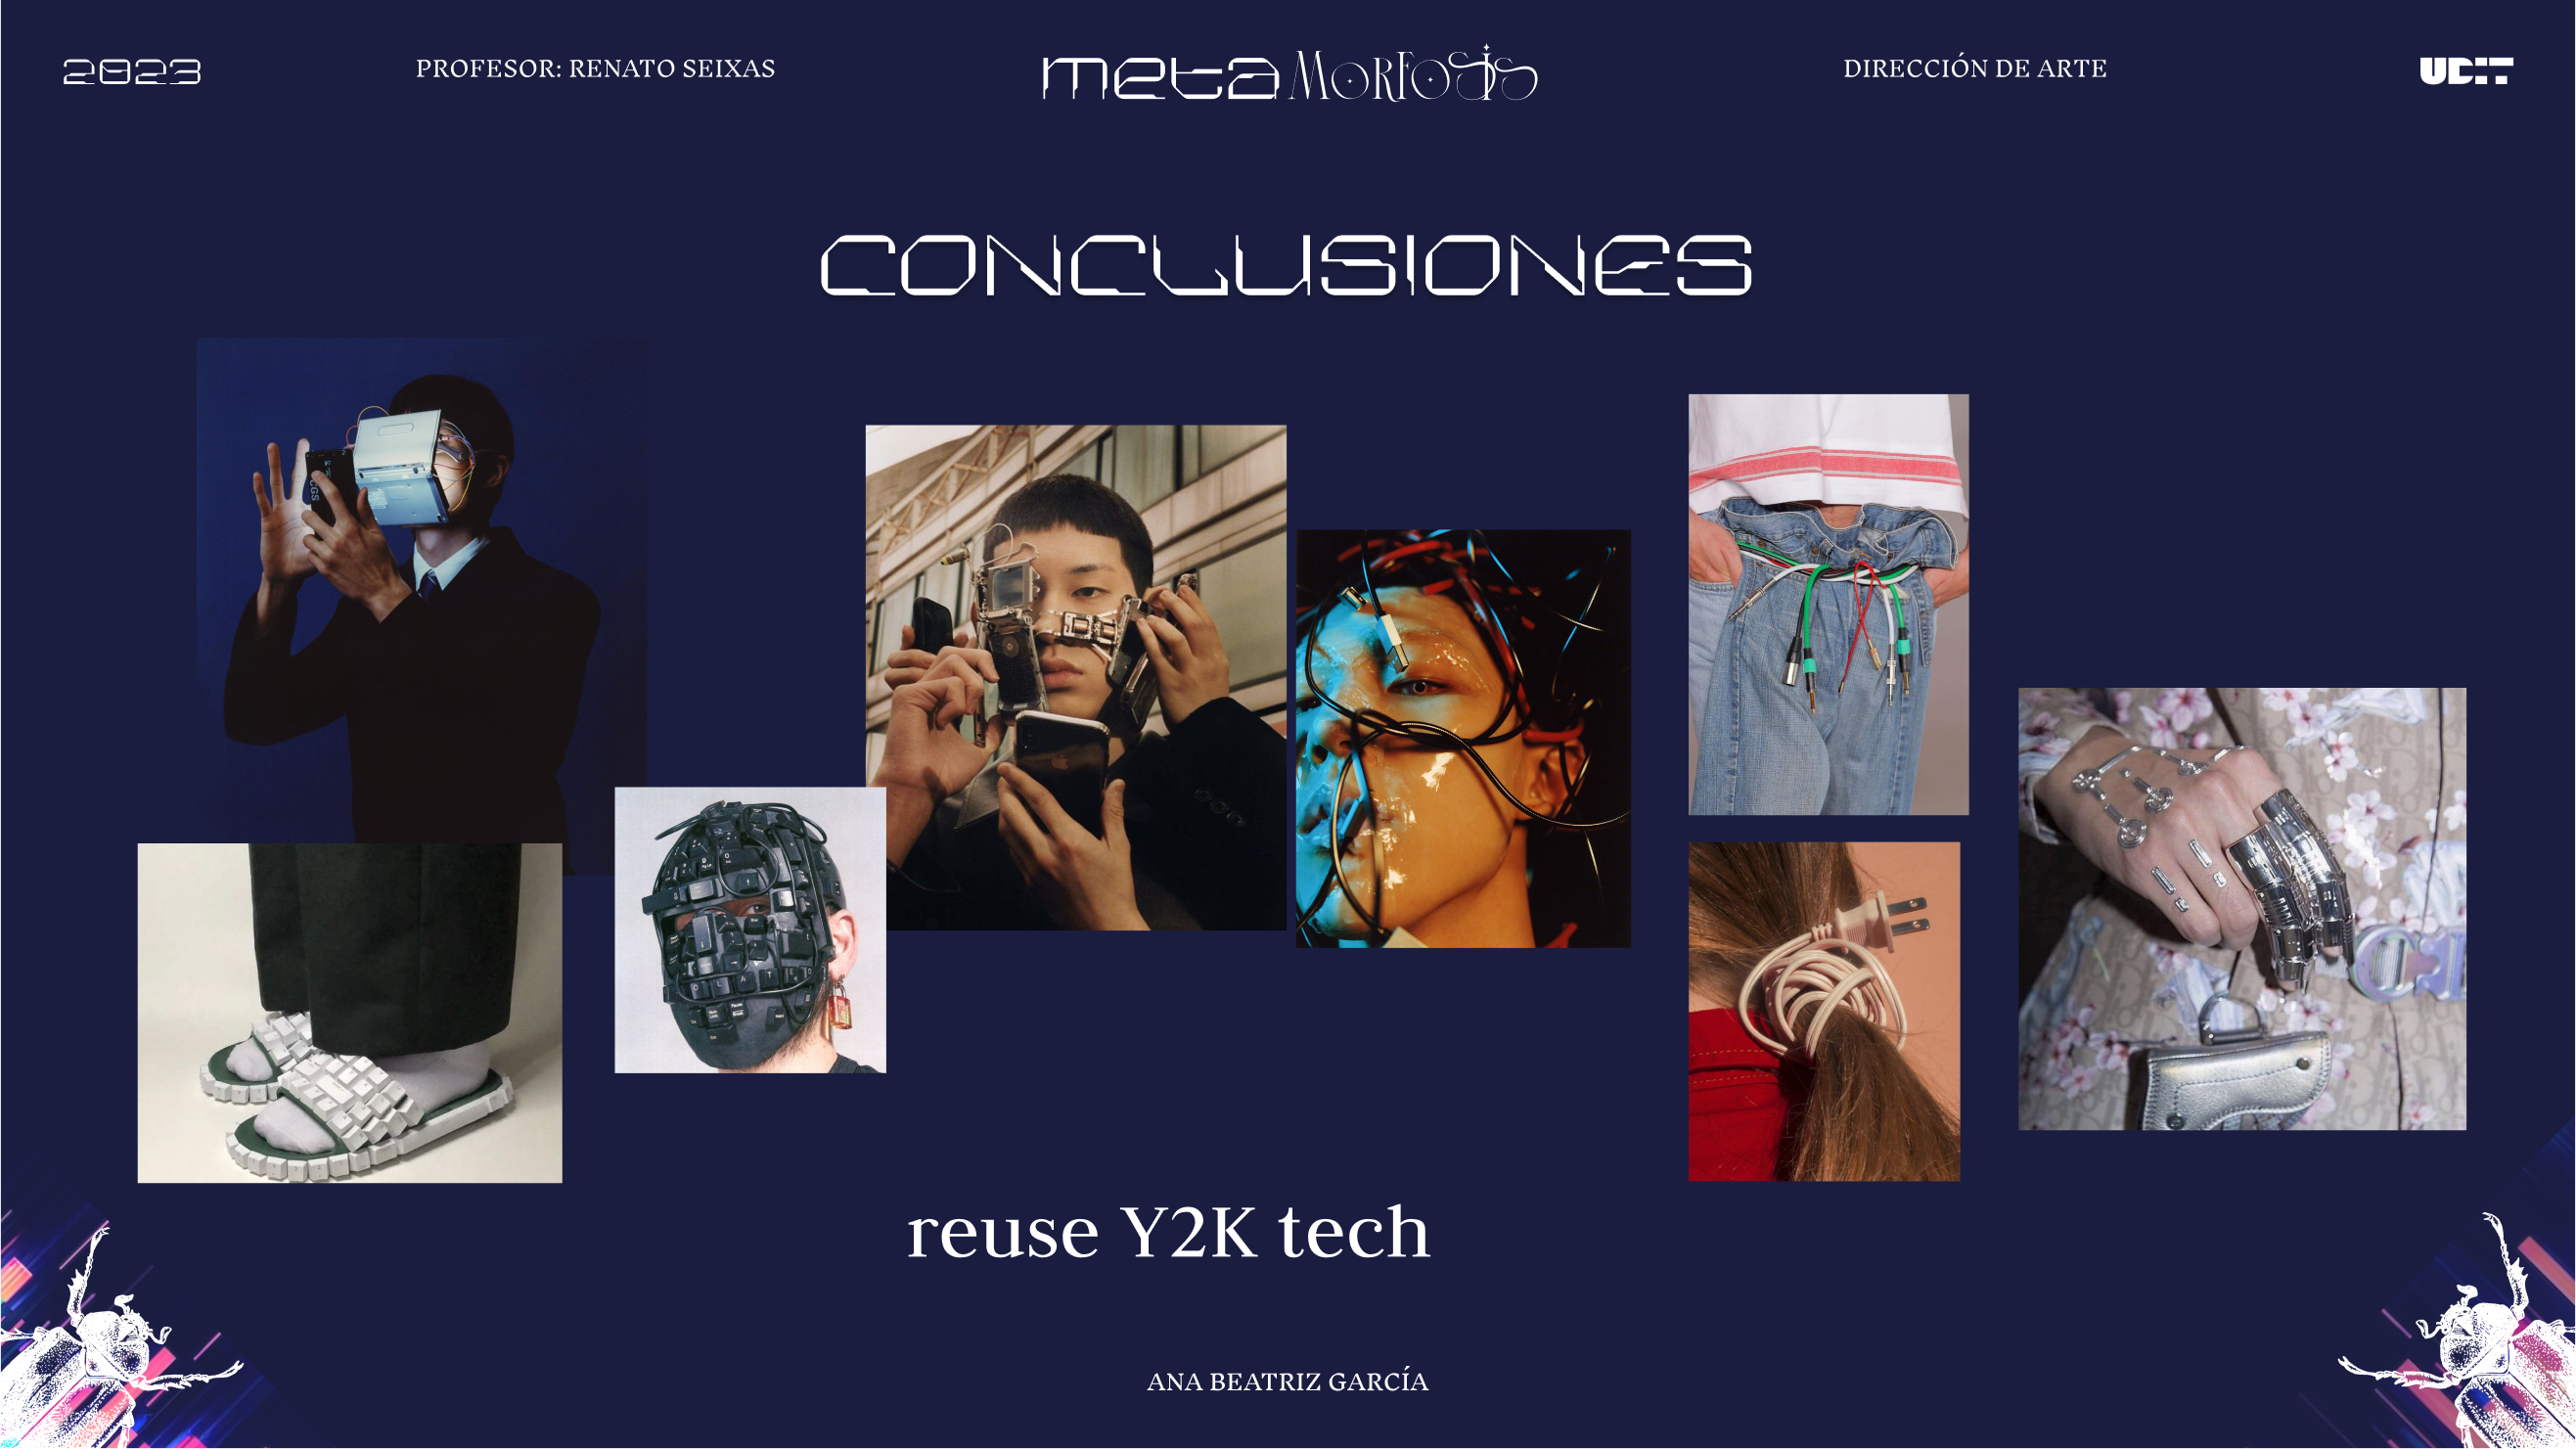 2023
PROFESOR: RENATO SEIXAS
metaMORFOSIS
DIRECCIÓN DE ARTE
UDIT
CONCLUSIONES
reuse Y2K tech
ANA BEATRIZ GARCÍA